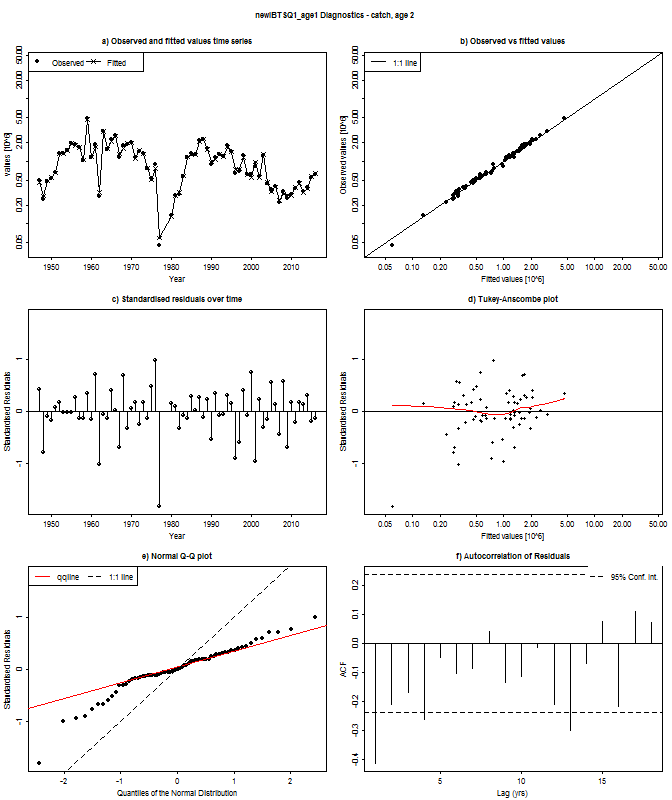 newIBTSQ1_age1 Diagnostics - catch, age 2
a) Observed and fitted values time series
values [10^6]
0.05 0.20 0.50 2.00 5.00 20.00 50.00
Observed Fitted
1950 1960 1970 1980 1990 2000 2010
Year
b) Observed vs fitted values
Observed values [10^6]
0.05 0.20 0.50 2.00 5.00 20.00 50.00
1:1 line
0.05 0.10 0.20 0.50 1.00 2.00 5.00 10.00 20.00 50.00
Fitted values [10^6]
c) Standardised residuals over time
Standardised Residuals
-1 0 1
1950 1960 1970 1980 1990 2000 2010
Year
d) Tukey-Anscombe plot
Standardised Residuals
-1 0 1
0.05 0.10 0.20 0.50 1.00 2.00 5.00 10.00 20.00 50.00
Fitted values [10^6]
e) Normal Q-Q plot
Standardised Residuals
-1 0 1
qqline 1:1 line
-2 -1 0 1 2
Quantiles of the Normal Distribution
f) Autocorrelation of Residuals
ACF
-0.4 -0.3 -0.2 -0.1 0.0 0.1 0.2
95% Conf. Int.
5 10 15
Lag (yrs)